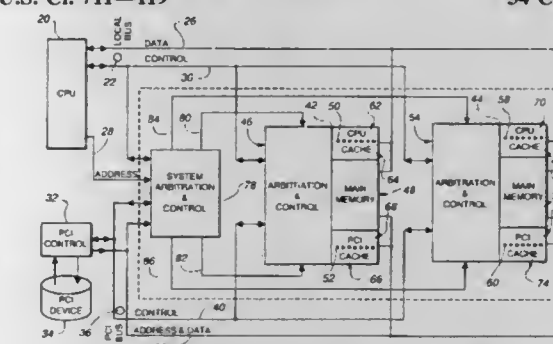 U.S. Cl. 711—119
20
LOCAL BUS
26
DATA
CONTROL
22
30
CPU
28
84
80
46
42
50
62
54
44
58
70
CPU
CACHE
CPU
CACHE
64
ADDRESS
SYSTEM
ARBITRATION
&
CONTROL
78
ARBITRATION
&
CONTROL
MAIN
MEMORY
48
ARBITRATION
&
CONTROL
MAIN
MEMORY
32
PCI
CONTROL
68
PCI
CACHE
PCI
CACHE
86
82
52
66
60
74
PCI
DEVICE
34
36
PCI BUS
CONTROL
40
ADDRESS & DATA